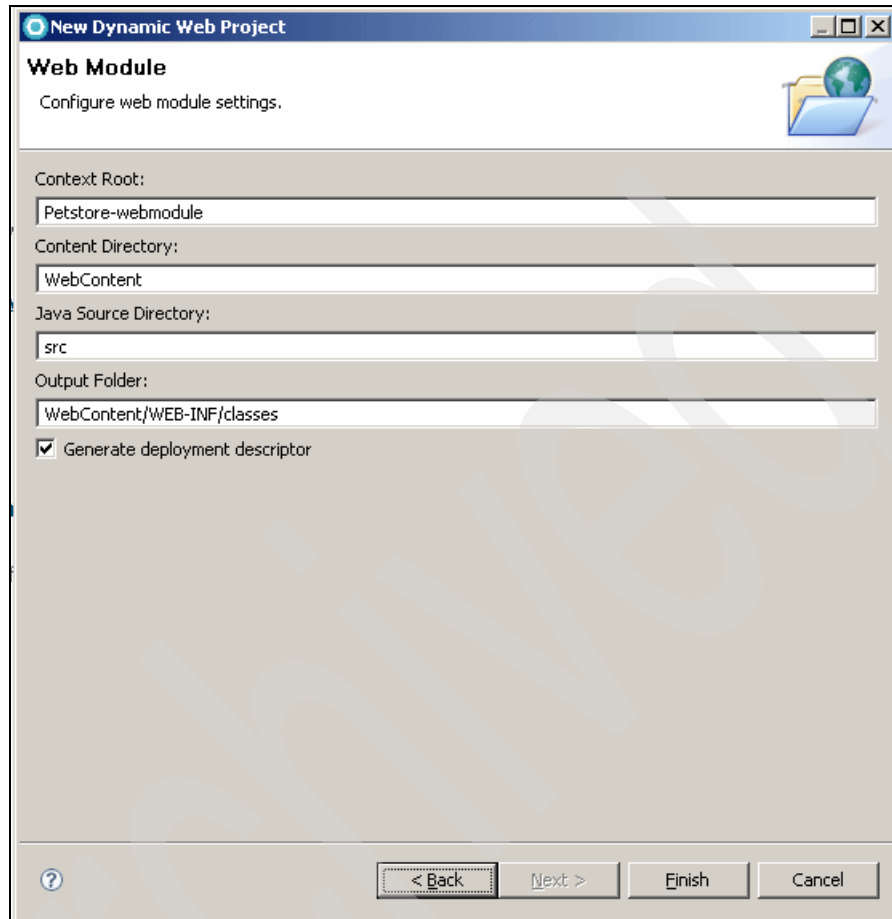 New Dynamic Web Project
Web Module
Configure web module settings.
Context Root:
Petstore-webmodule
Content Directory:
WebContent
Java Source Directory:
src
Output Folder:
WebContent/WEB-INF/classes
Generate deployment descriptor
< Back Next > Finish Cancel